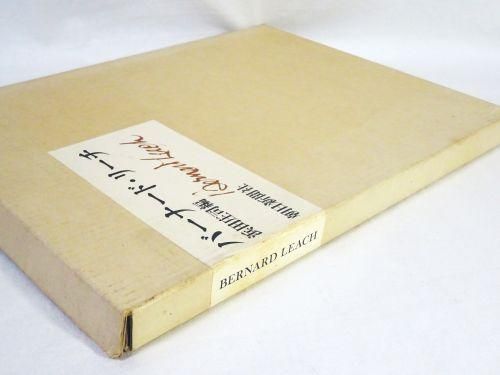 バーナード・リーチ
Bernard Leach
浜田庄司編
朝日新聞社
BERNARD LEACH